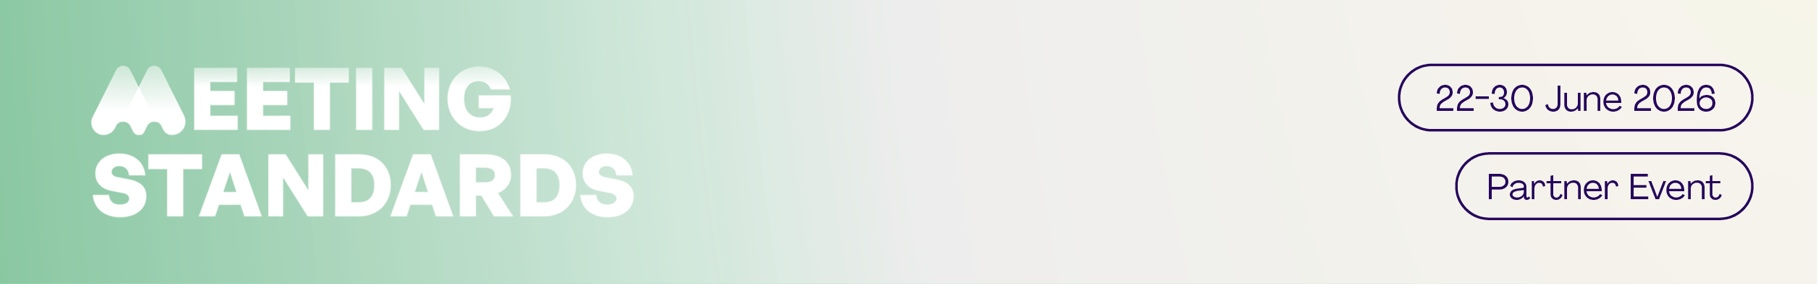 MEETING
STANDARDS
22-30 June 2026
Partner Event